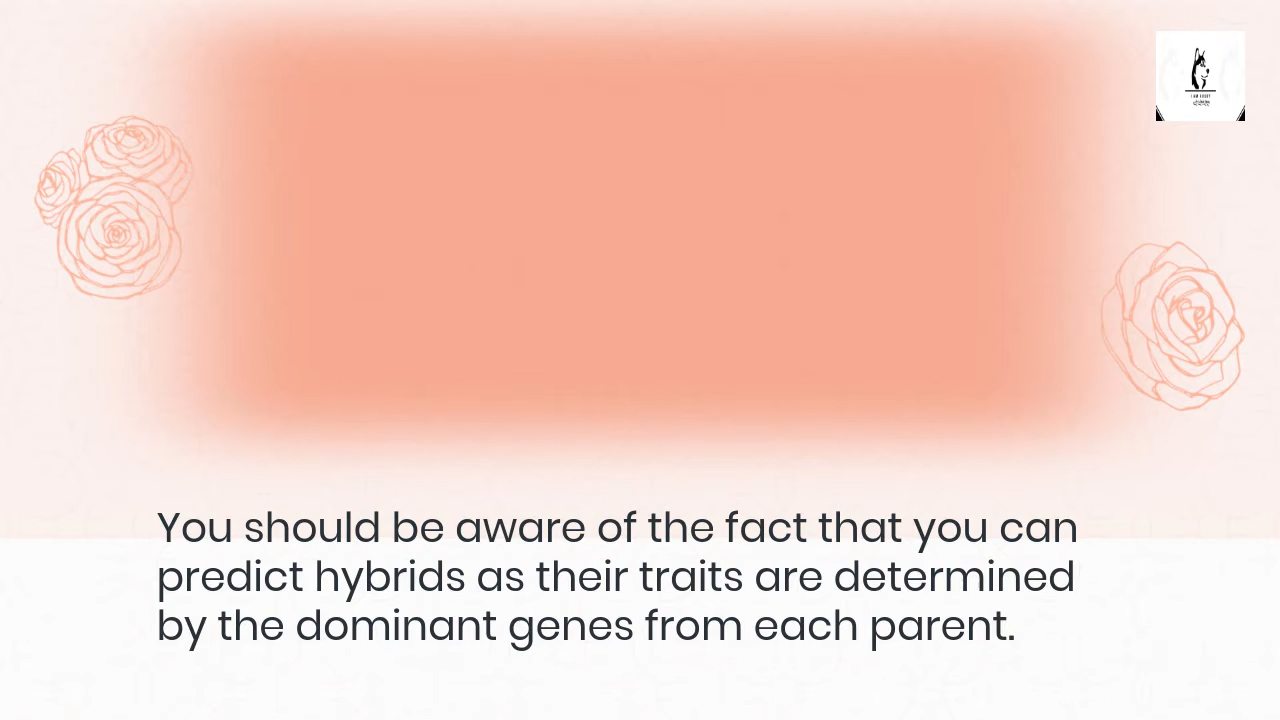 You should be aware of the fact that you can
predict hybrids as their traits are determined
by the dominant genes from each parent.